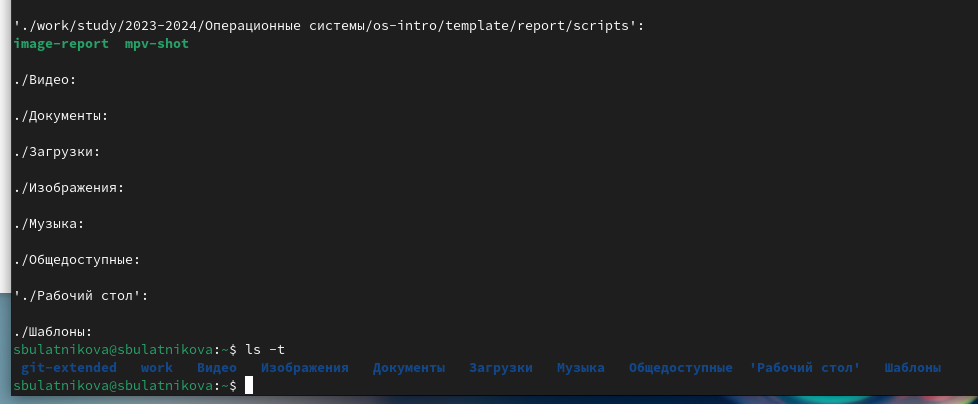 './work/study/2023-2024/Операционные системы/os-intro/template/report/scripts':
image-report  mpv-shot
./Видео:
./Документы:
./Загрузки:
./Изображения:
./Музыка:
./Общедоступные:
'./Рабочий стол':
./Шаблоны:
sbulatnikova@sbulatnikova:~$ ls -t
git-extended  work  Видео  Изображения  Документы  Загрузки  Музыка  Общедоступные  'Рабочий стол'  Шаблоны
sbulatnikova@sbulatnikova:~$